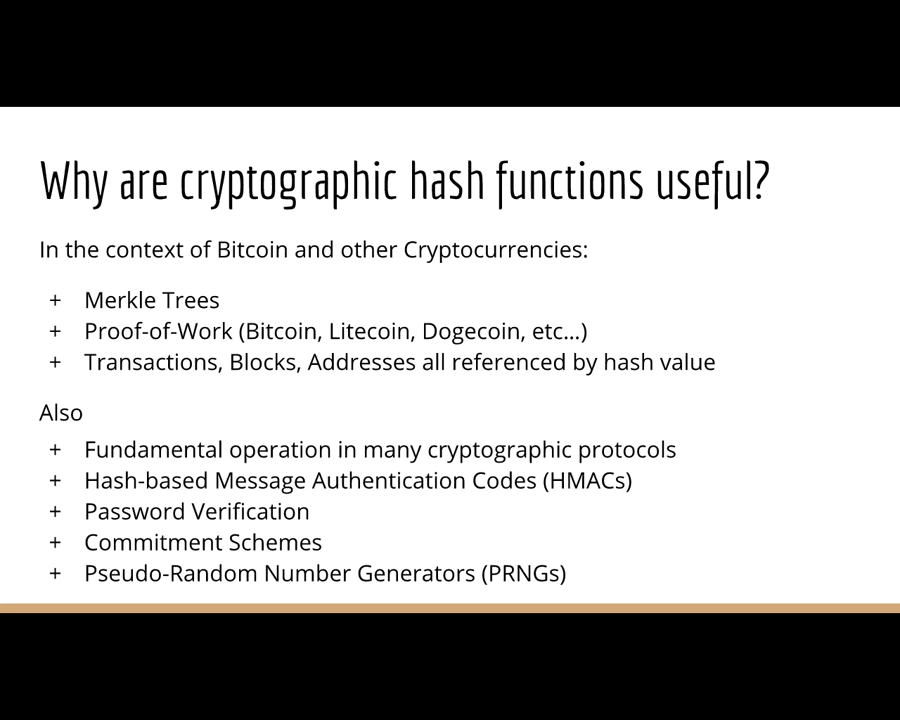 Why are cryptographic hash functions useful?
In the context of Bitcoin and other Cryptocurrencies:
+ Merkle Trees
+ Proof-of-Work (Bitcoin, Litecoin, Dogecoin, etc...)
+ Transactions, Blocks, Addresses all referenced by hash value
Also
+ Fundamental operation in many cryptographic protocols
+ Hash-based Message Authentication Codes (HMACs)
+ Password Verification
+ Commitment Schemes
+ Pseudo-Random Number Generators (PRNGs)